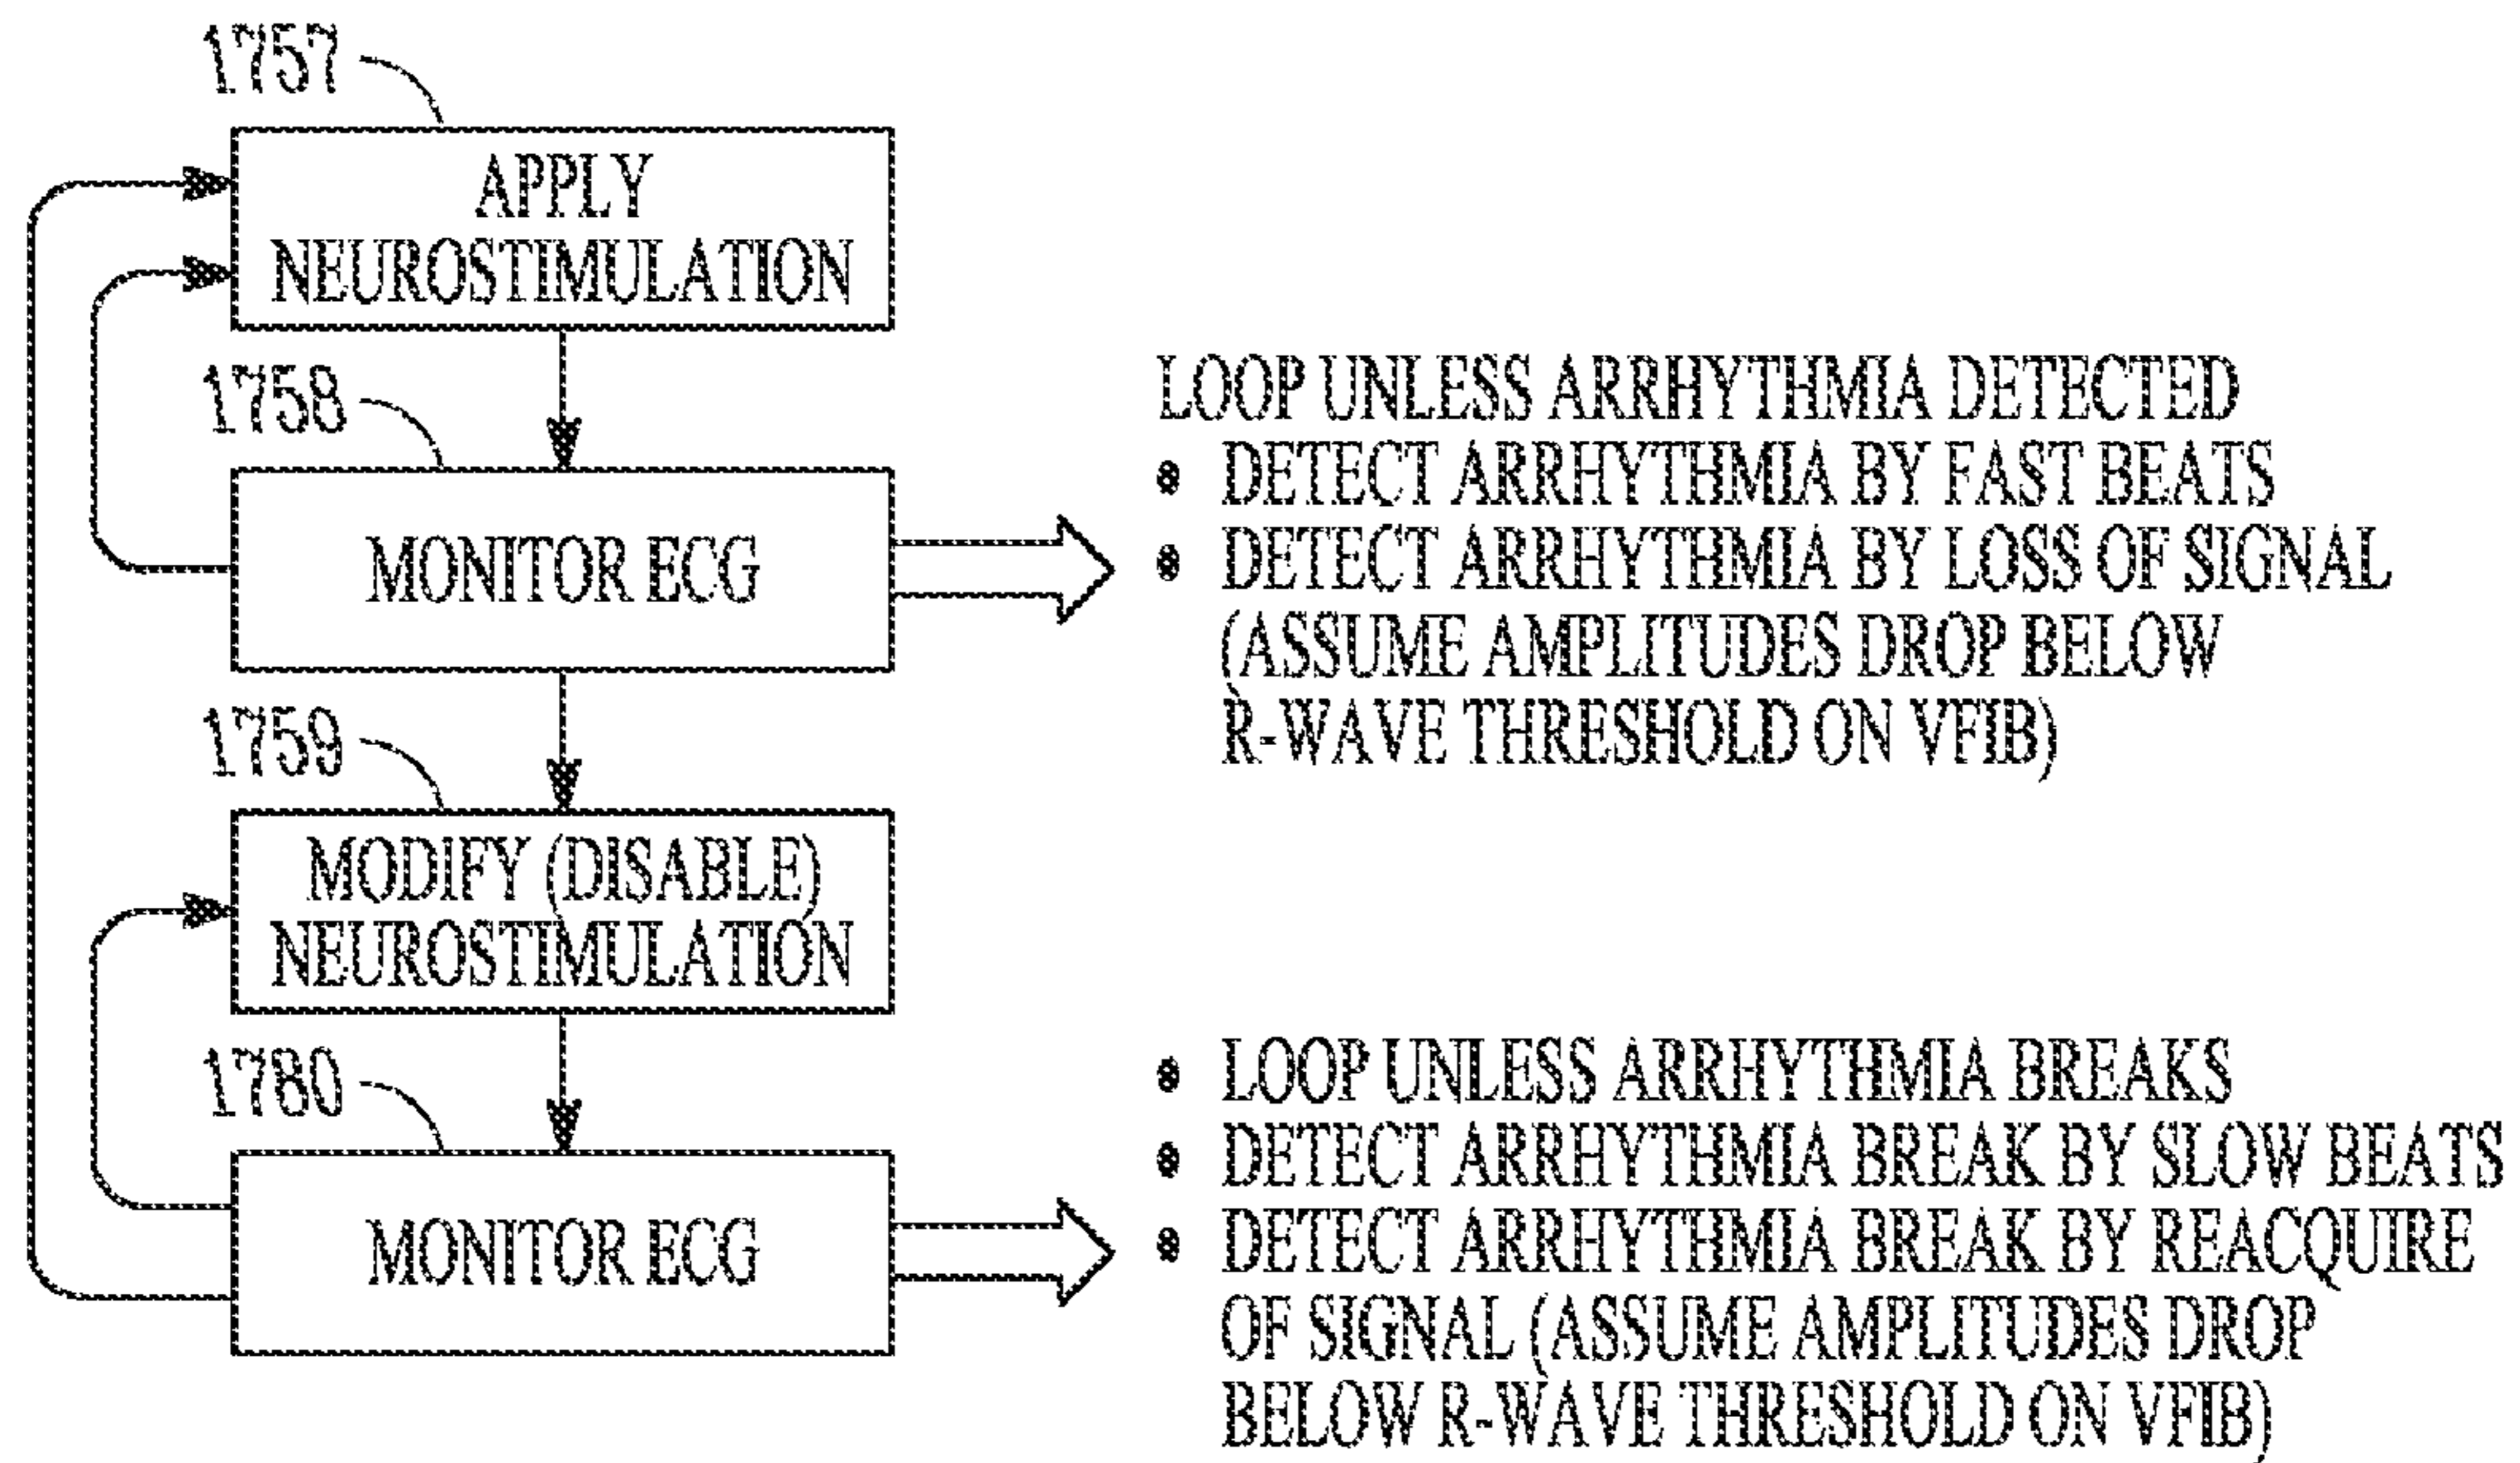 1757
APPLY
NEUROSTIMULATION
1758
MONITOR ECG
LOOP UNLESS ARRHYTHMIA DETECTED
• DETECT ARRHYTHMIA BY FAST BEATS
• DETECT ARRHYTHMIA BY LOSS OF SIGNAL
(ASSUME AMPLITUDES DROP BELOW
R-WAVE THRESHOLD ON VFIB)
1759
MODIFY (DISABLE)
NEUROSTIMULATION
1780
MONITOR ECG
• LOOP UNLESS ARRHYTHMIA BREAKS
• DETECT ARRHYTHMIA BREAK BY SLOW BEATS
• DETECT ARRHYTHMIA BREAK BY REACQUIRE
OF SIGNAL (ASSUME AMPLITUDES DROP
BELOW R-WAVE THRESHOLD ON VFIB)